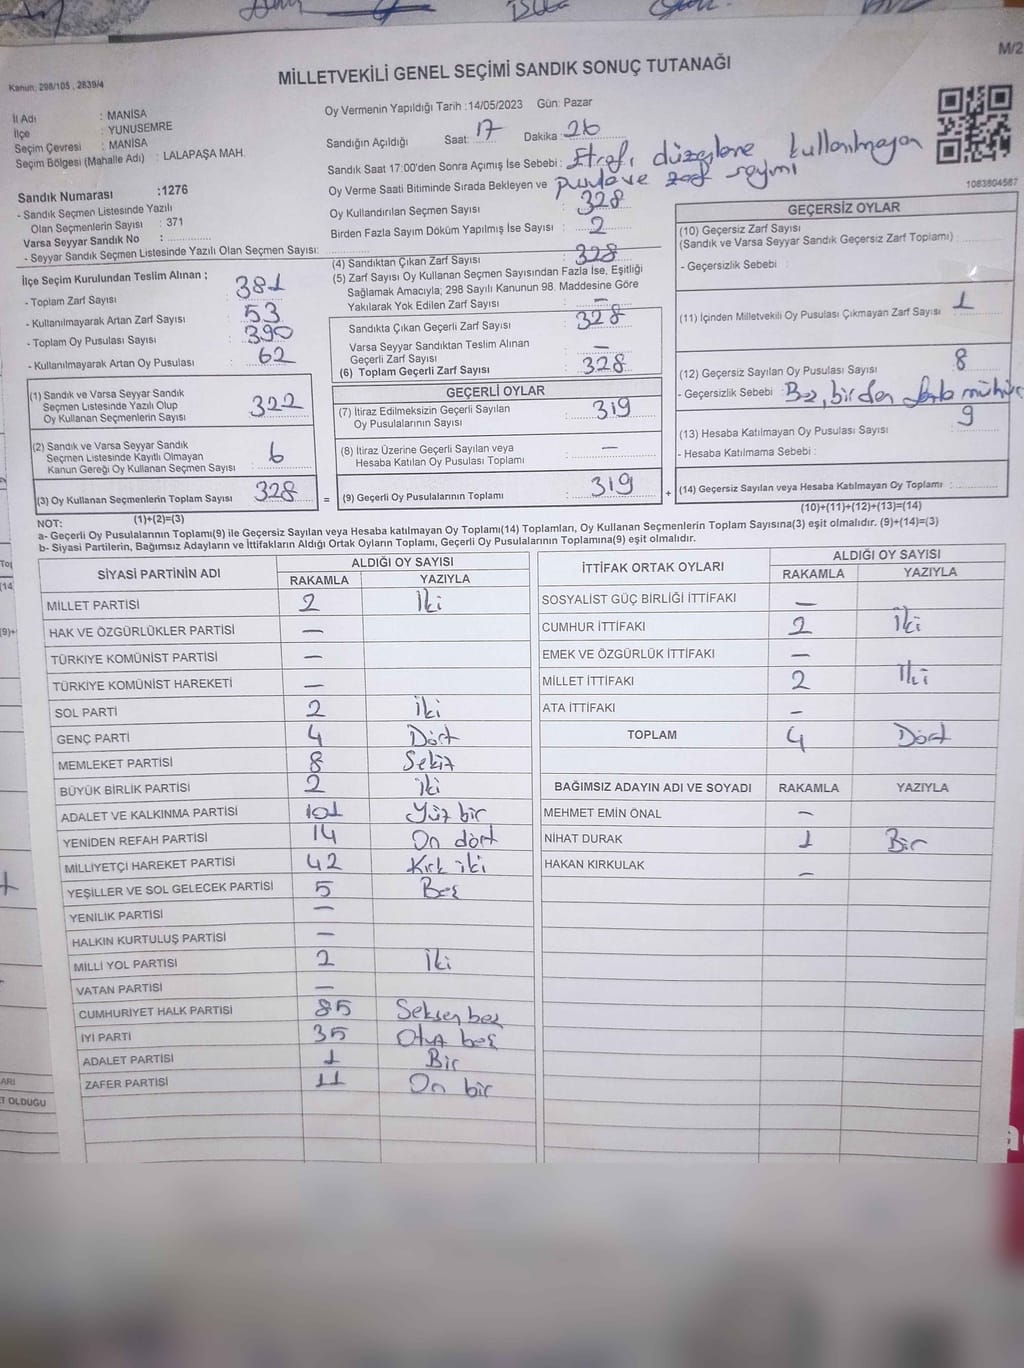 M/2
Kanun: 298/105 , 2839/4
MİLLETVEKİLİ GENEL SEÇİMİ SANDIK SONUÇ TUTANAĞI
İl Adı : MANİSA
İlçe : YUNUSEMRE
Seçim Çevresi : MANİSA
Seçim Bölgesi (Mahalle Adı) : LALAPAŞA MAH.
Sandık Numarası :1276
- Sandık Seçmen Listesinde Yazılı
Olan Seçmenlerin Sayısı : 371
Varsa Seyyar Sandık No :
- Seyyar Sandık Seçmen Listesinde Yazılı Olan Seçmen Sayısı:
Oy Vermenin Yapıldığı Tarih :14/05/2023 Gün: Pazar
Sandığın Açıldığı Saat: 17 Dakika: 26
Sandık Saat 17:00'den Sonra Açılmış İse Sebebi: Etrafı düzenleme kullanılmayan
Oy Verme Saati Bitiminde Sırada Bekleyen ve pusula ve zarf sayımı
Oy Kullandırılan Seçmen Sayısı : 328
Birden Fazla Sayım Döküm Yapılmış İse Sayısı : 2
1083804587
İlçe Seçim Kurulundan Teslim Alınan ;
- Toplam Zarf Sayısı : 381
- Kullanılmayarak Artan Zarf Sayısı : 53
- Toplam Oy Pusulası Sayısı : 390
- Kullanılmayarak Artan Oy Pusulası : 62
(1) Sandık ve Varsa Seyyar Sandık
Seçmen Listesinde Yazılı Olup
Oy Kullanan Seçmenlerin Sayısı : 322
(2) Sandık ve Varsa Seyyar Sandık
Seçmen Listesinde Kayıtlı Olmayan
Kanun Gereği Oy Kullanan Seçmen Sayısı : 6
(3) Oy Kullanan Seçmenlerin Toplam Sayısı : 328
(1)+(2)=(3)
(4) Sandıktan Çıkan Zarf Sayısı : 328
(5) Zarf Sayısı Oy Kullanan Seçmen Sayısından Fazla İse, Eşitliği
Sağlamak Amacıyla; 298 Sayılı Kanunun 98. Maddesine Göre
Yakılarak Yok Edilen Zarf Sayısı : —
Sandıkta Çıkan Geçerli Zarf Sayısı : 328
Varsa Seyyar Sandıktan Teslim Alınan
Geçerli Zarf Sayısı : —
(6) Toplam Geçerli Zarf Sayısı : 328
GEÇERLİ OYLAR
(7) İtiraz Edilmeksizin Geçerli Sayılan
Oy Pusulalarının Sayısı : 319
(8) İtiraz Üzerine Geçerli Sayılan veya
Hesaba Katılan Oy Pusulası Toplamı : —
= (9) Geçerli Oy Pusulalarının Toplamı : 319
GEÇERSİZ OYLAR
(10) Geçersiz Zarf Sayısı
(Sandık ve Varsa Seyyar Sandık Geçersiz Zarf Toplamı) :
- Geçersizlik Sebebi :
(11) İçinden Milletvekili Oy Pusulası Çıkmayan Zarf Sayısı : 1
(12) Geçersiz Sayılan Oy Pusulası Sayısı : 8
- Geçersizlik Sebebi : Boş, birden fazla mühür
(13) Hesaba Katılmayan Oy Pusulası Sayısı : 9
- Hesaba Katılmama Sebebi :
+ (14) Geçersiz Sayılan veya Hesaba Katılmayan Oy Toplamı :
(10)+(11)+(12)+(13)=(14)
NOT:
a- Geçerli Oy Pusulalarının Toplamı(9) ile Geçersiz Sayılan veya Hesaba katılmayan Oy Toplamı(14) Toplamları, Oy Kullanan Seçmenlerin Toplam Sayısına(3) eşit olmalıdır. (9)+(14)=(3)
b- Siyasi Partilerin, Bağımsız Adayların ve İttifakların Aldığı Ortak Oyların Toplamı, Geçerli Oy Pusulalarının Toplamına(9) eşit olmalıdır.
SİYASİ PARTİNİN ADI ALDIĞI OY SAYISI
RAKAMLA YAZIYLA
MİLLET PARTİSİ 2 İki
HAK VE ÖZGÜRLÜKLER PARTİSİ —
TÜRKİYE KOMÜNİST PARTİSİ —
TÜRKİYE KOMÜNİST HAREKETİ —
SOL PARTİ 2 İki
GENÇ PARTİ 4 Dört
MEMLEKET PARTİSİ 8 Sekiz
BÜYÜK BİRLİK PARTİSİ 2 İki
ADALET VE KALKINMA PARTİSİ 101 Yüz bir
YENİDEN REFAH PARTİSİ 14 On dört
MİLLİYETÇİ HAREKET PARTİSİ 42 Kırk iki
YEŞİLLER VE SOL GELECEK PARTİSİ 5 Beş
YENİLİK PARTİSİ —
HALKIN KURTULUŞ PARTİSİ —
MİLLİ YOL PARTİSİ 2 İki
VATAN PARTİSİ —
CUMHURİYET HALK PARTİSİ 85 Seksen beş
İYİ PARTİ 35 Otuz beş
ADALET PARTİSİ 1 Bir
ZAFER PARTİSİ 11 On bir
İTTİFAK ORTAK OYLARI ALDIĞI OY SAYISI
RAKAMLA YAZIYLA
SOSYALİST GÜÇ BİRLİĞİ İTTİFAKI —
CUMHUR İTTİFAKI 2 İki
EMEK VE ÖZGÜRLÜK İTTİFAKI —
MİLLET İTTİFAKI 2 İki
ATA İTTİFAKI —
TOPLAM 4 Dört
BAĞIMSIZ ADAYIN ADI VE SOYADI RAKAMLA YAZIYLA
MEHMET EMİN ÖNAL —
NİHAT DURAK 1 Bir
HAKAN KIRKULAK —
T OLDUĞU